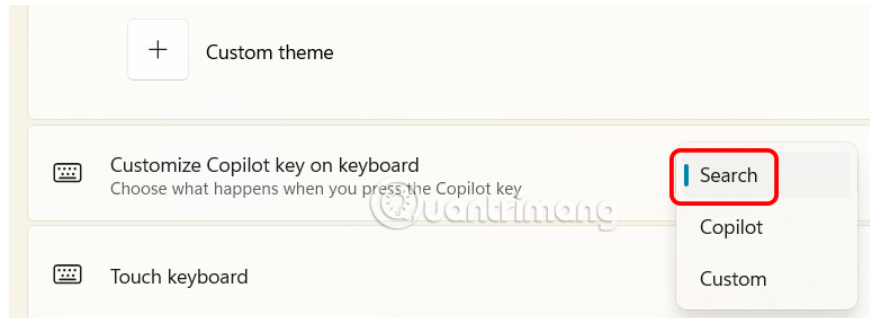 + Custom theme
Customize Copilot key on keyboard
Choose what happens when you press the Copilot key
Search
Copilot
Custom
Quantrimang
Touch keyboard